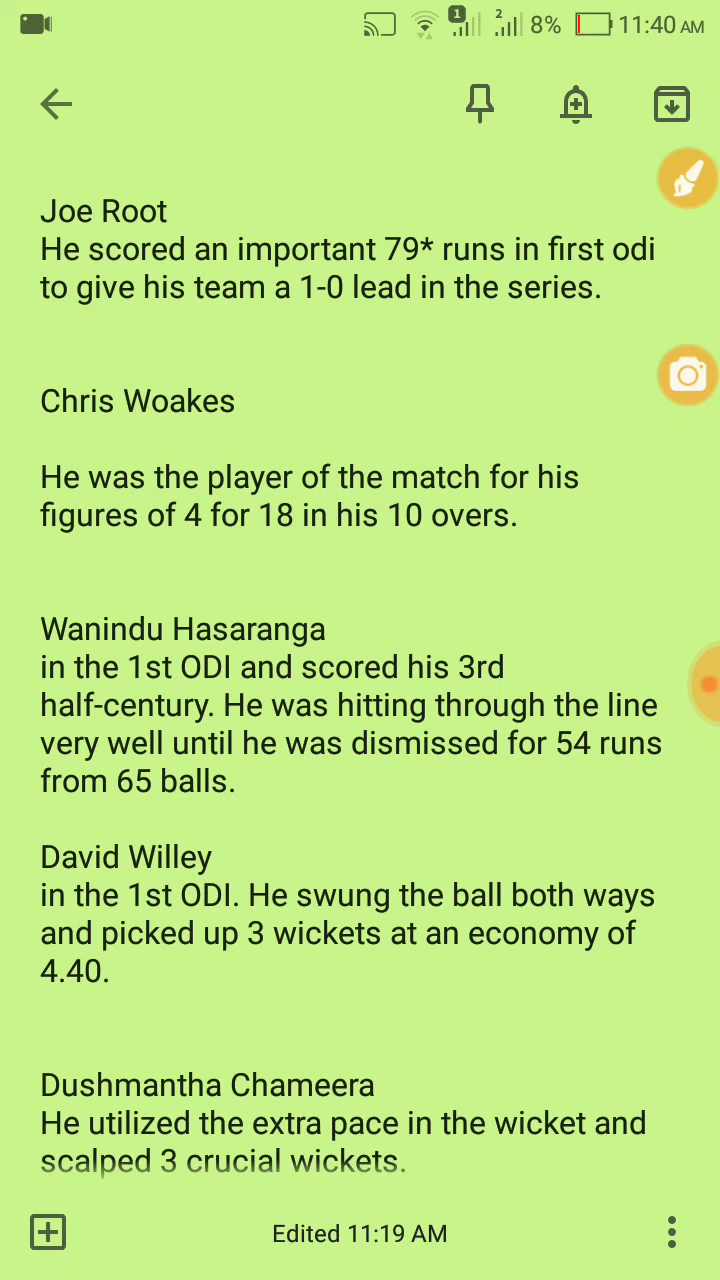 1 2 8% 11:40 AM
Joe Root
He scored an important 79* runs in first odi
to give his team a 1-0 lead in the series.
Chris Woakes
He was the player of the match for his
figures of 4 for 18 in his 10 overs.
Wanindu Hasaranga
in the 1st ODI and scored his 3rd
half-century. He was hitting through the line
very well until he was dismissed for 54 runs
from 65 balls.
David Willey
in the 1st ODI. He swung the ball both ways
and picked up 3 wickets at an economy of
4.40.
Dushmantha Chameera
He utilized the extra pace in the wicket and
scalped 3 crucial wickets.
Edited 11:19 AM